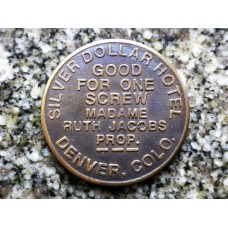 SILVER DOLLAR HOTEL
GOOD
FOR ONE
SCREW
MADAME
RUTH JACOBS
PROP.
DENVER, COLO.